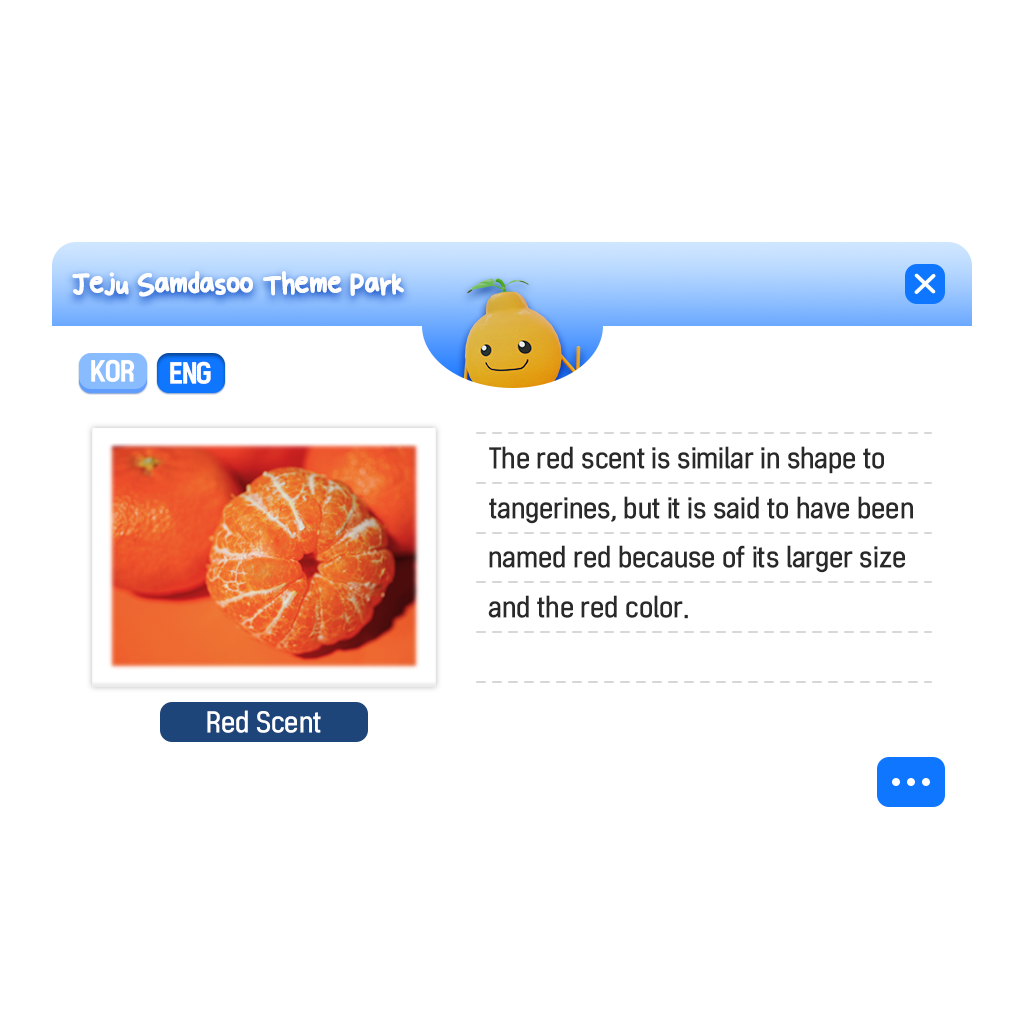 Jeju Samdasoo Theme Park
KOR ENG
The red scent is similar in shape to
tangerines, but it is said to have been
named red because of its larger size
and the red color.
Red Scent